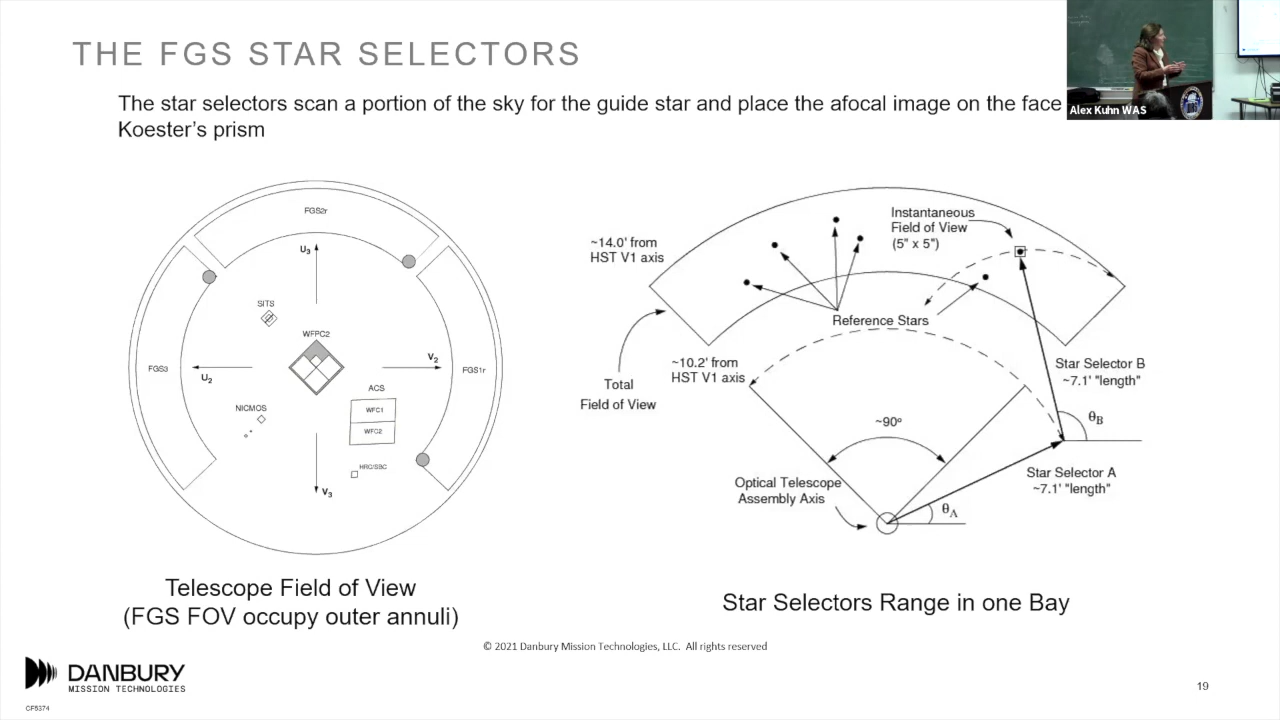 THE FGS STAR SELECTORS
Alex Kuhn WAS
The star selectors scan a portion of the sky for the guide star and place the afocal image on the face
Koester's prism
FGS2r
U3
SITS
WFPC2
FGS3
U2
V2
FGS1r
ACS
WFC1
WFC2
NICMOS
HRC/SBC
V3
Telescope Field of View
(FGS FOV occupy outer annuli)
~14.0' from
HST V1 axis
Instantaneous
Field of View
(5" x 5")
Reference Stars
~10.2' from
HST V1 axis
Total
Field of View
Star Selector B
~7.1' "length"
~90º
θB
Optical Telescope
Assembly Axis
Star Selector A
~7.1' "length"
θA
Star Selectors Range in one Bay
© 2021 Danbury Mission Technologies, LLC. All rights reserved
DANBURY
MISSION TECHNOLOGIES
19
CF5374